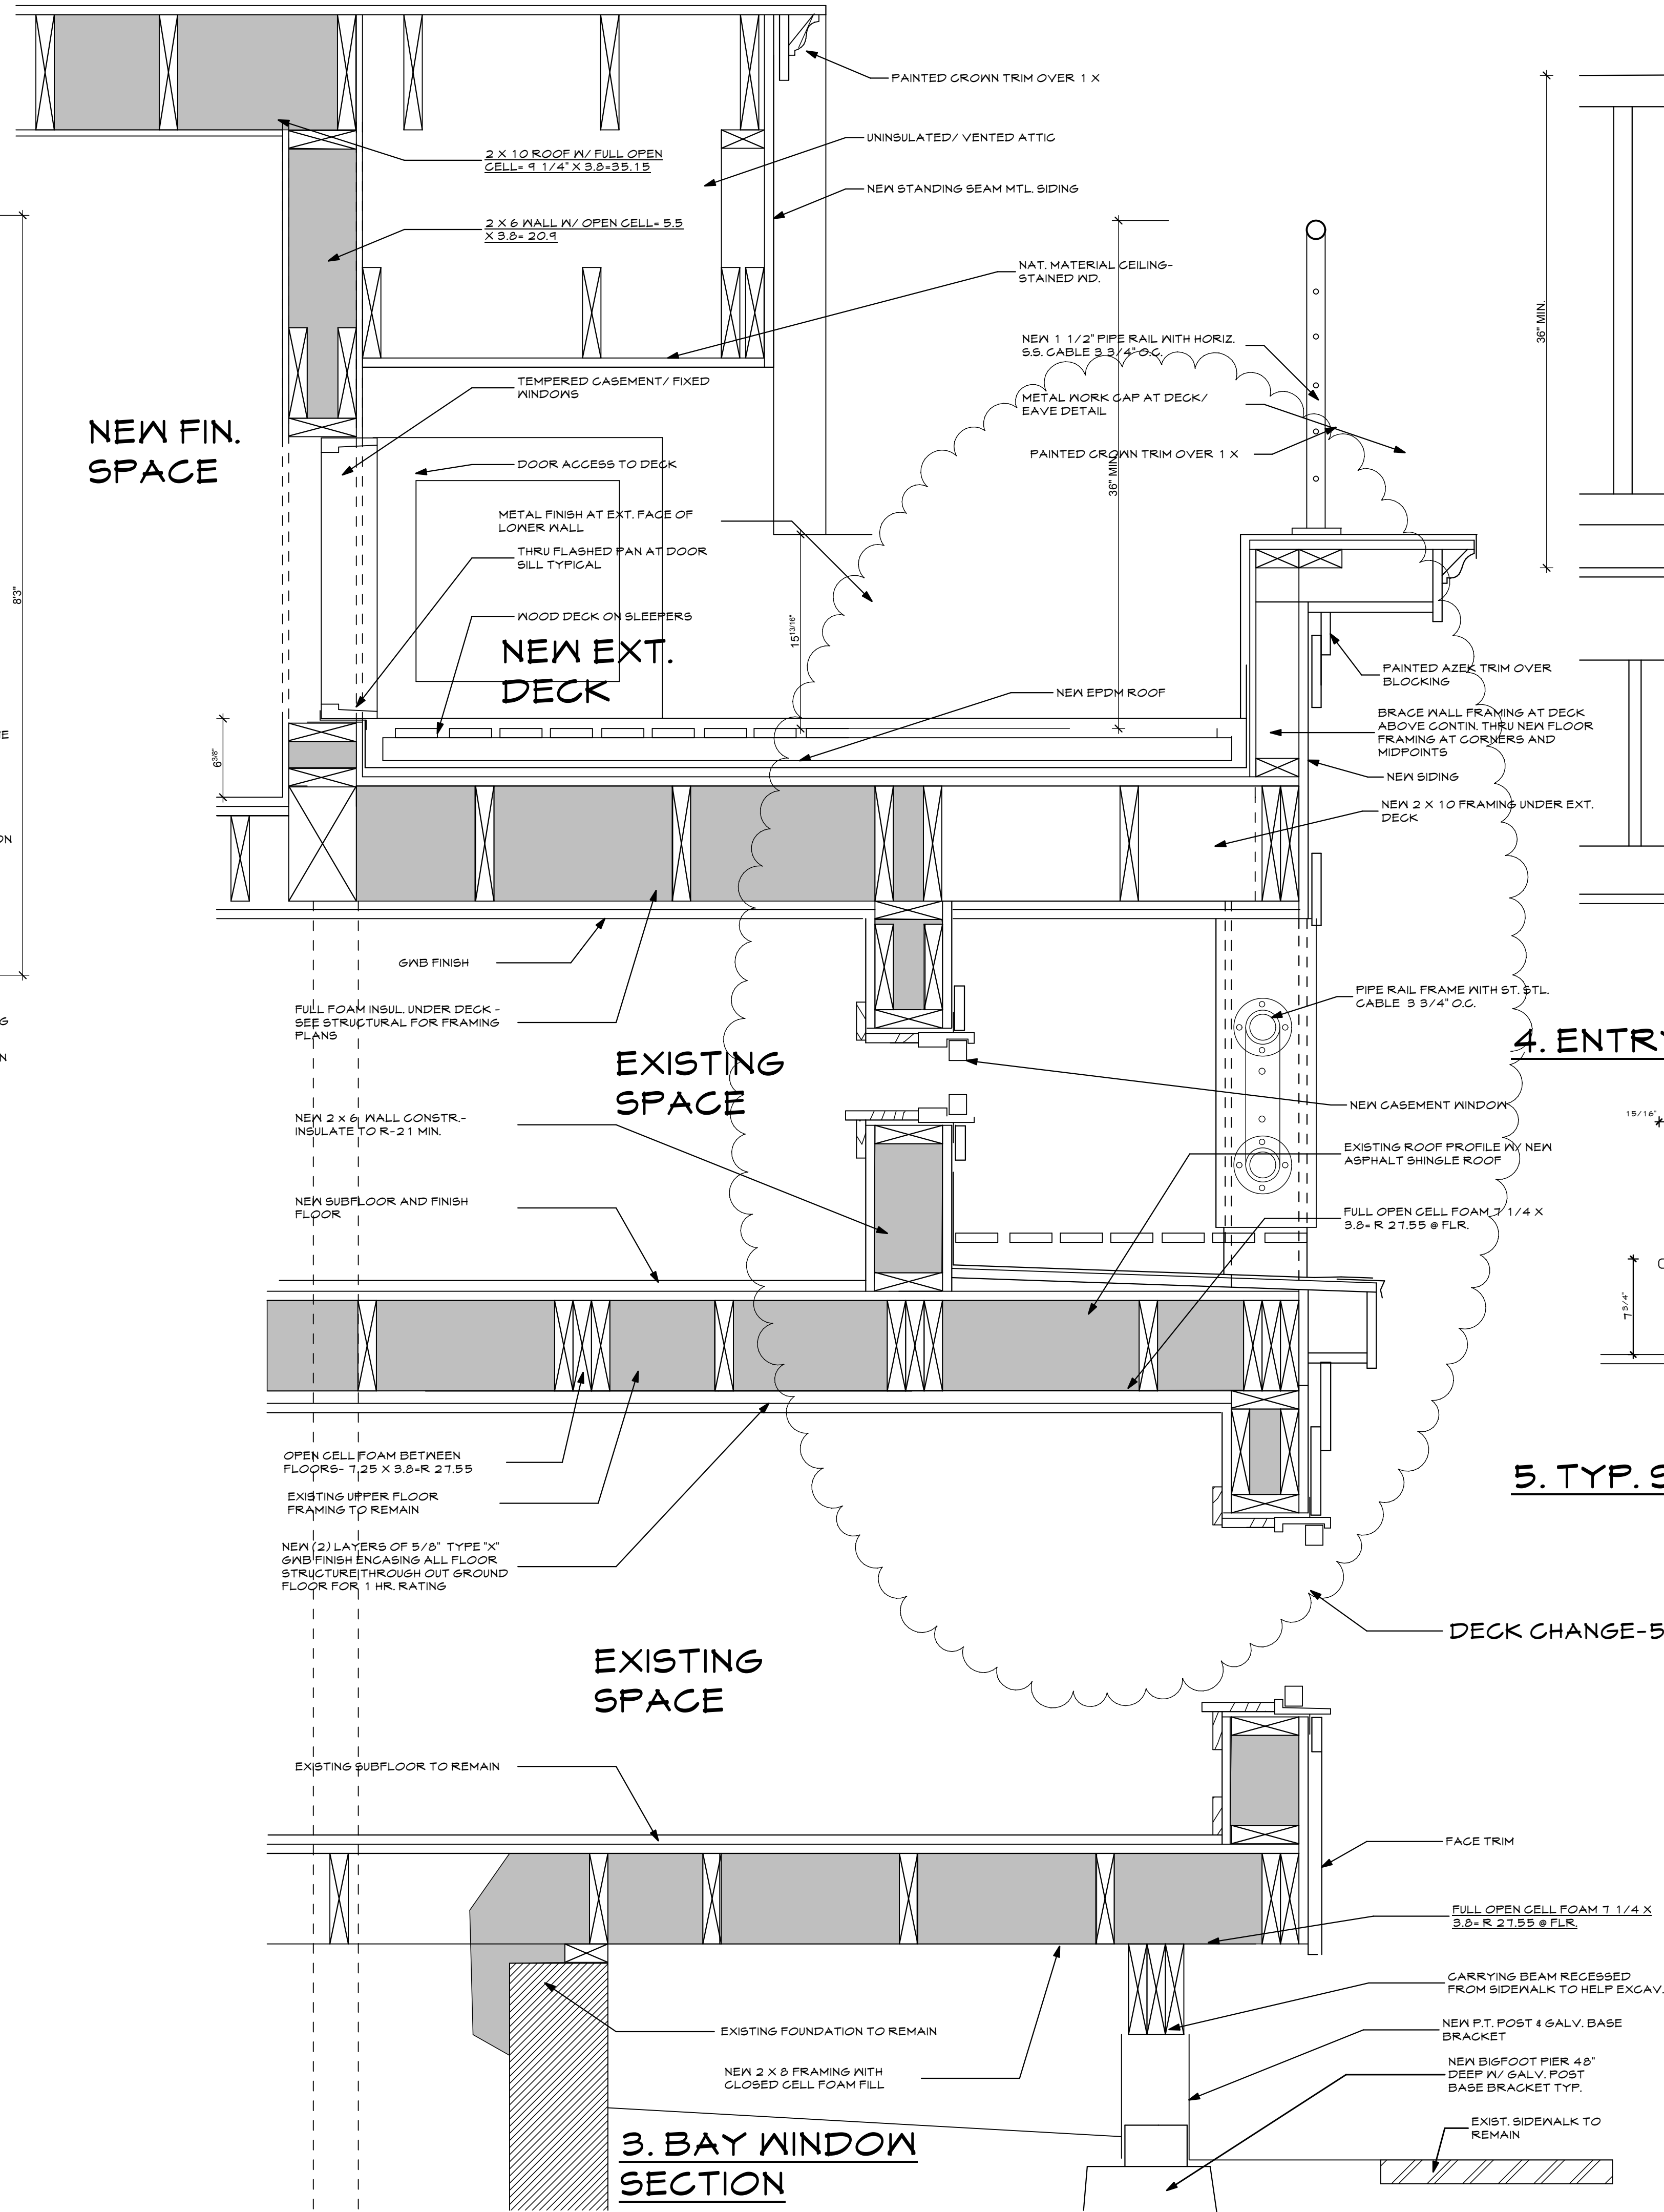 PAINTED CROWN TRIM OVER 1 X
UNINSULATED/ VENTED ATTIC
2 X 10 ROOF W/ FULL OPEN
CELL= 9 1/4" X 3.8=35.15
NEW STANDING SEAM MTL. SIDING
2 X 6 WALL W/ OPEN CELL= 5.5
X 3.8= 20.9
NAT. MATERIAL CEILING-
STAINED WD.
36" MIN.
NEW 1 1/2" PIPE RAIL WITH HORIZ.
S.S. CABLE 3 3/4" O.C.
METAL WORK CAP AT DECK/
EAVE DETAIL
PAINTED CROWN TRIM OVER 1 X
36" MIN.
TEMPERED CASEMENT/ FIXED
WINDOWS
NEW FIN.
SPACE
DOOR ACCESS TO DECK
METAL FINISH AT EXT. FACE OF
LOWER WALL
THRU FLASHED PAN AT DOOR
SILL TYPICAL
8'3"
WOOD DECK ON SLEEPERS
15 13/16"
NEW EXT.
DECK
NEW EPDM ROOF
PAINTED AZEK TRIM OVER
BLOCKING
BRACE WALL FRAMING AT DECK
ABOVE CONTIN. THRU NEW FLOOR
FRAMING AT CORNERS AND
MIDPOINTS
6 3/8"
NEW SIDING
NEW 2 X 10 FRAMING UNDER EXT.
DECK
E
ON
G
N
GWB FINISH
FULL FOAM INSUL. UNDER DECK -
SEE STRUCTURAL FOR FRAMING
PLANS
PIPE RAIL FRAME WITH ST. STL.
CABLE 3 3/4" O.C.
4. ENTRY
EXISTING
SPACE
NEW 2 x 6 WALL CONSTR.-
INSULATE TO R-21 MIN.
NEW CASEMENT WINDOW
15/16"
EXISTING ROOF PROFILE W/ NEW
ASPHALT SHINGLE ROOF
NEW SUBFLOOR AND FINISH
FLOOR
FULL OPEN CELL FOAM 7 1/4 X
3.8= R 27.55 @ FLR.
7 3/4"
OPEN CELL FOAM BETWEEN
FLOORS- 7.25 X 3.8=R 27.55
EXISTING UPPER FLOOR
FRAMING TO REMAIN
5. TYP. S
NEW (2) LAYERS OF 5/8" TYPE "X"
GWB FINISH ENCASING ALL FLOOR
STRUCTURE THROUGH OUT GROUND
FLOOR FOR 1 HR. RATING
DECK CHANGE-5
EXISTING
SPACE
EXISTING SUBFLOOR TO REMAIN
FACE TRIM
FULL OPEN CELL FOAM 7 1/4 X
3.8= R 27.55 @ FLR.
CARRYING BEAM RECESSED
FROM SIDEWALK TO HELP EXCAV.
EXISTING FOUNDATION TO REMAIN
NEW P.T. POST & GALV. BASE
BRACKET
NEW 2 X 8 FRAMING WITH
CLOSED CELL FOAM FILL
NEW BIGFOOT PIER 48"
DEEP W/ GALV. POST
BASE BRACKET TYP.
EXIST. SIDEWALK TO
REMAIN
3. BAY WINDOW
SECTION